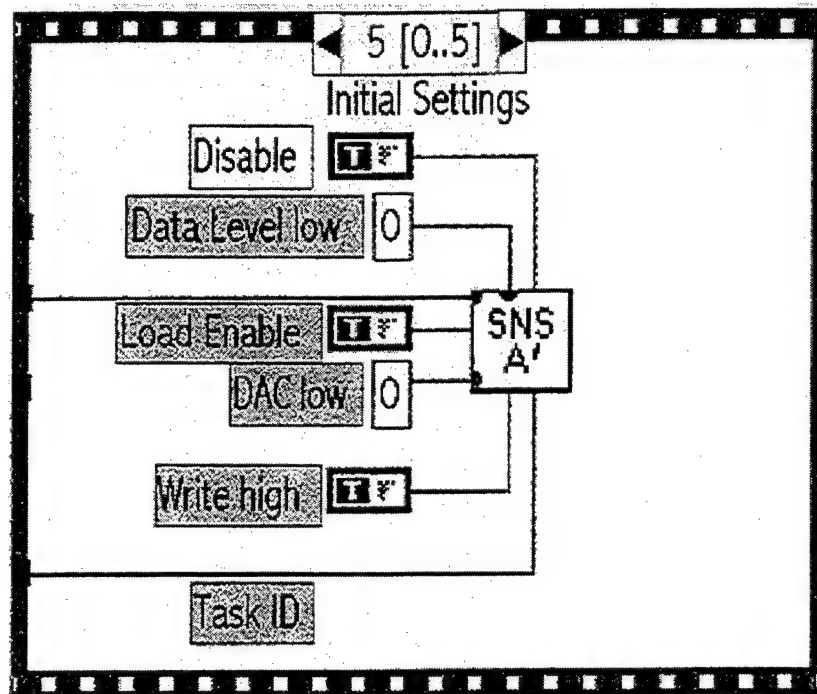 5 [0..5]
Initial Settings
Disable T F
Data Level low 0
Load Enable T F
SNS
A'
DAC low 0
Write high T F
Task ID